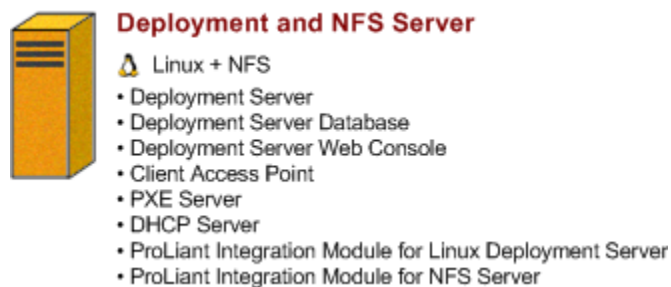 Deployment and NFS Server
Linux + NFS
• Deployment Server
• Deployment Server Database
• Deployment Server Web Console
• Client Access Point
• PXE Server
• DHCP Server
• ProLiant Integration Module for Linux Deployment Server
• ProLiant Integration Module for NFS Server